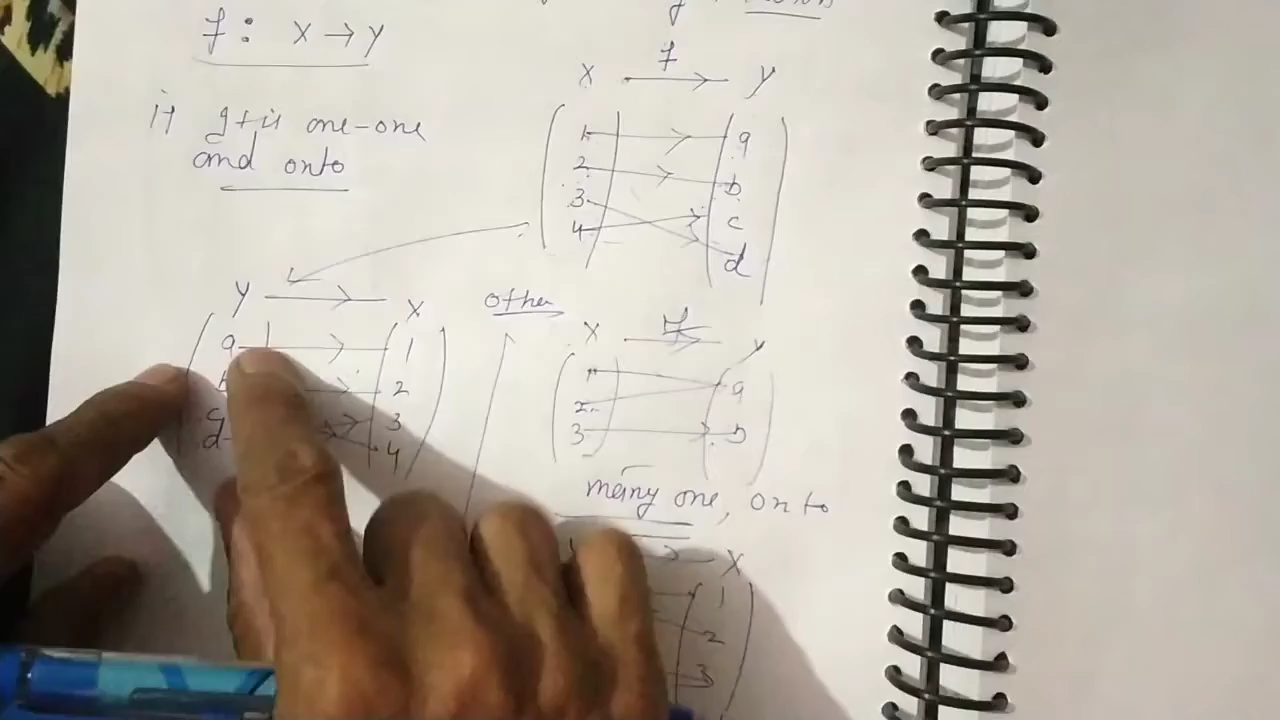 f : X → Y
if it is one-one
and onto
X f → Y
1 → a
2 → b
3 → d
4 → c
Y → X
a → 1
2
c 3
d 4
other
X f → Y
1 a
2
3 → b
many one, onto
→ X
1
2
3